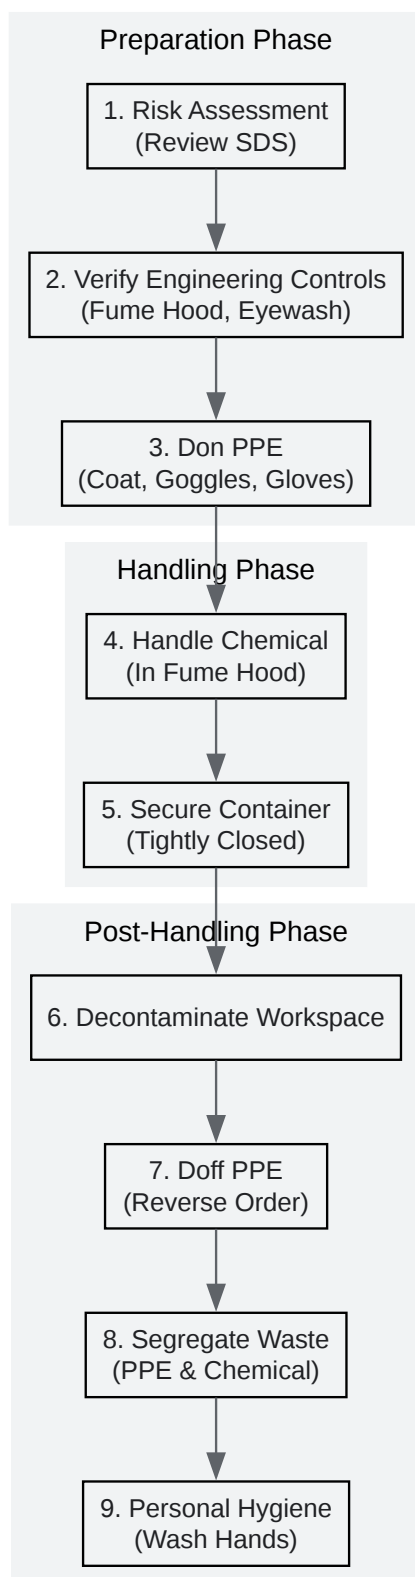 Preparation Phase
1. Risk Assessment
(Review SDS)
2. Verify Engineering Controls
(Fume Hood, Eyewash)
3. Don PPE
(Coat, Goggles, Gloves)
Handling Phase
4. Handle Chemical
(In Fume Hood)
5. Secure Container
(Tightly Closed)
Post-Handling Phase
6. Decontaminate Workspace
7. Doff PPE
(Reverse Order)
8. Segregate Waste
(PPE & Chemical)
9. Personal Hygiene
(Wash Hands)